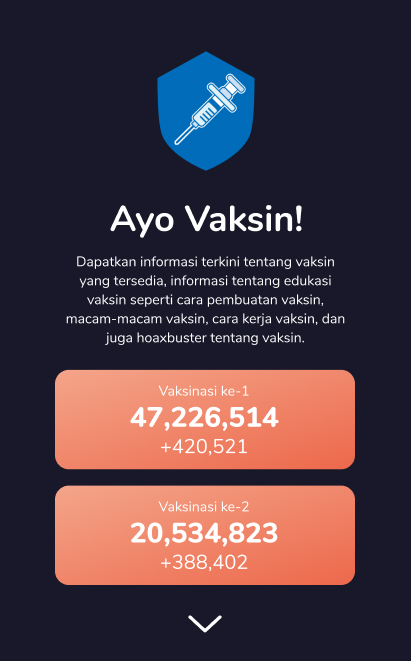 Ayo Vaksin!
Dapatkan informasi terkini tentang vaksin
yang tersedia, informasi tentang edukasi
vaksin seperti cara pembuatan vaksin,
macam-macam vaksin, cara kerja vaksin, dan
juga hoaxbuster tentang vaksin.
Vaksinasi ke-1
47,226,514
+420,521
Vaksinasi ke-2
20,534,823
+388,402